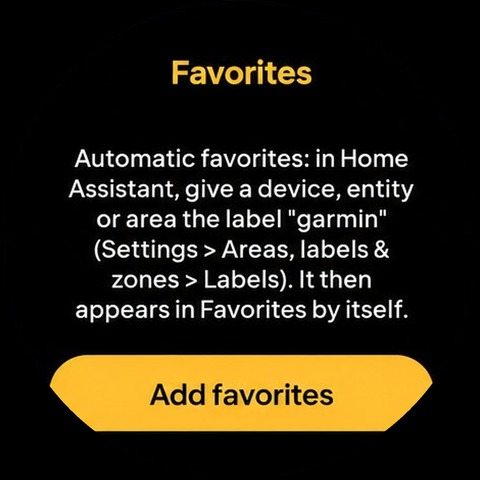 Favorites
Automatic favorites: in Home
Assistant, give a device, entity
or area the label "garmin"
(Settings > Areas, labels &
zones > Labels). It then
appears in Favorites by itself.
Add favorites